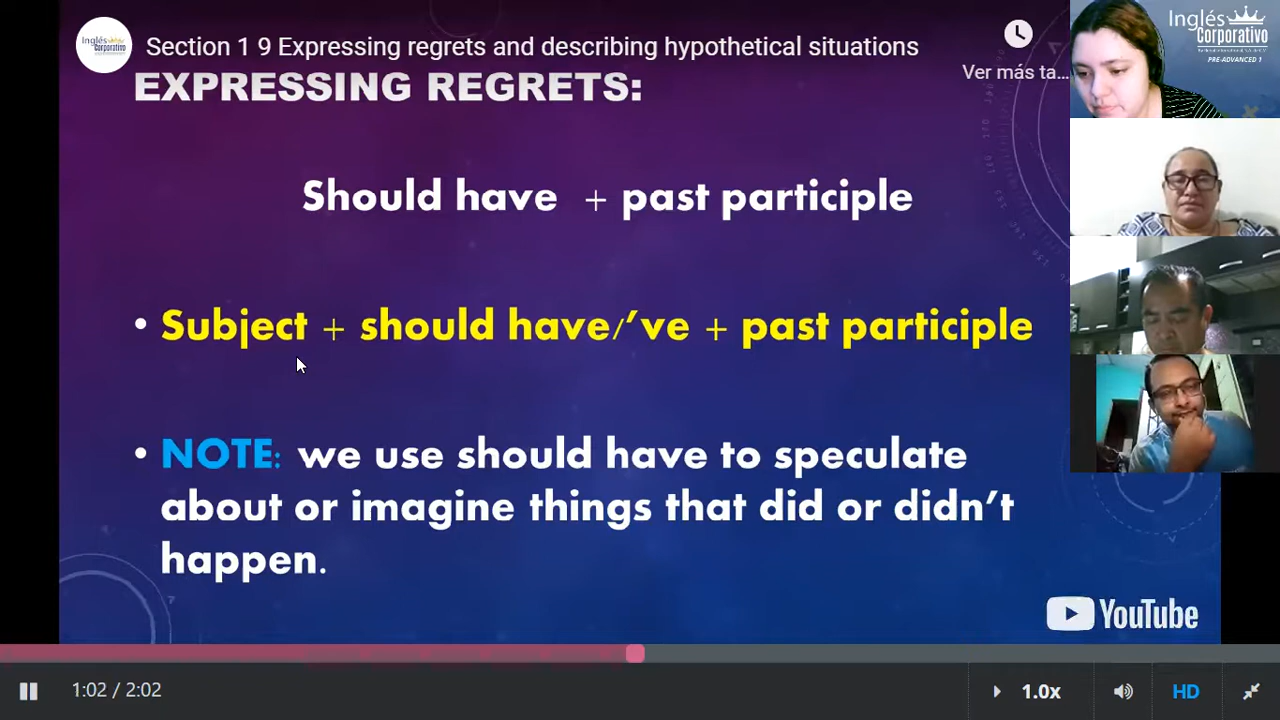 Section 1 9 Expressing regrets and describing hypothetical situations
Ver más ta...
EXPRESSING REGRETS:
Should have + past participle
• Subject + should have/’ve + past participle
• NOTE: we use should have to speculate
about or imagine things that did or didn’t
happen.
YouTube
1:02 / 2:02
1.0x
HD
Inglés
Corporativo
PRE-ADVANCED 1
Inglés
Corporativo